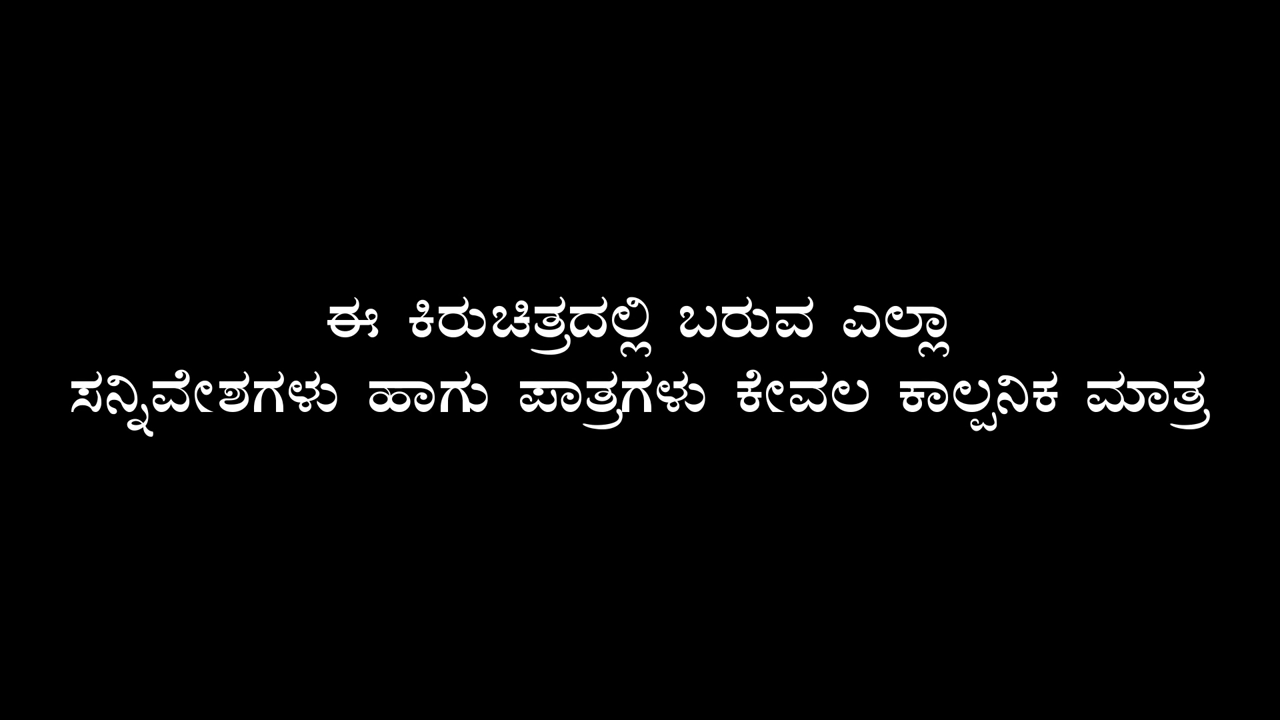 ಈ ಕಿರುಚಿತ್ರದಲ್ಲಿ ಬರುವ ಎಲ್ಲಾ
ಸನ್ನಿವೇಶಗಳು ಹಾಗು ಪಾತ್ರಗಳು ಕೇವಲ ಕಾಲ್ಪನಿಕ ಮಾತ್ರ